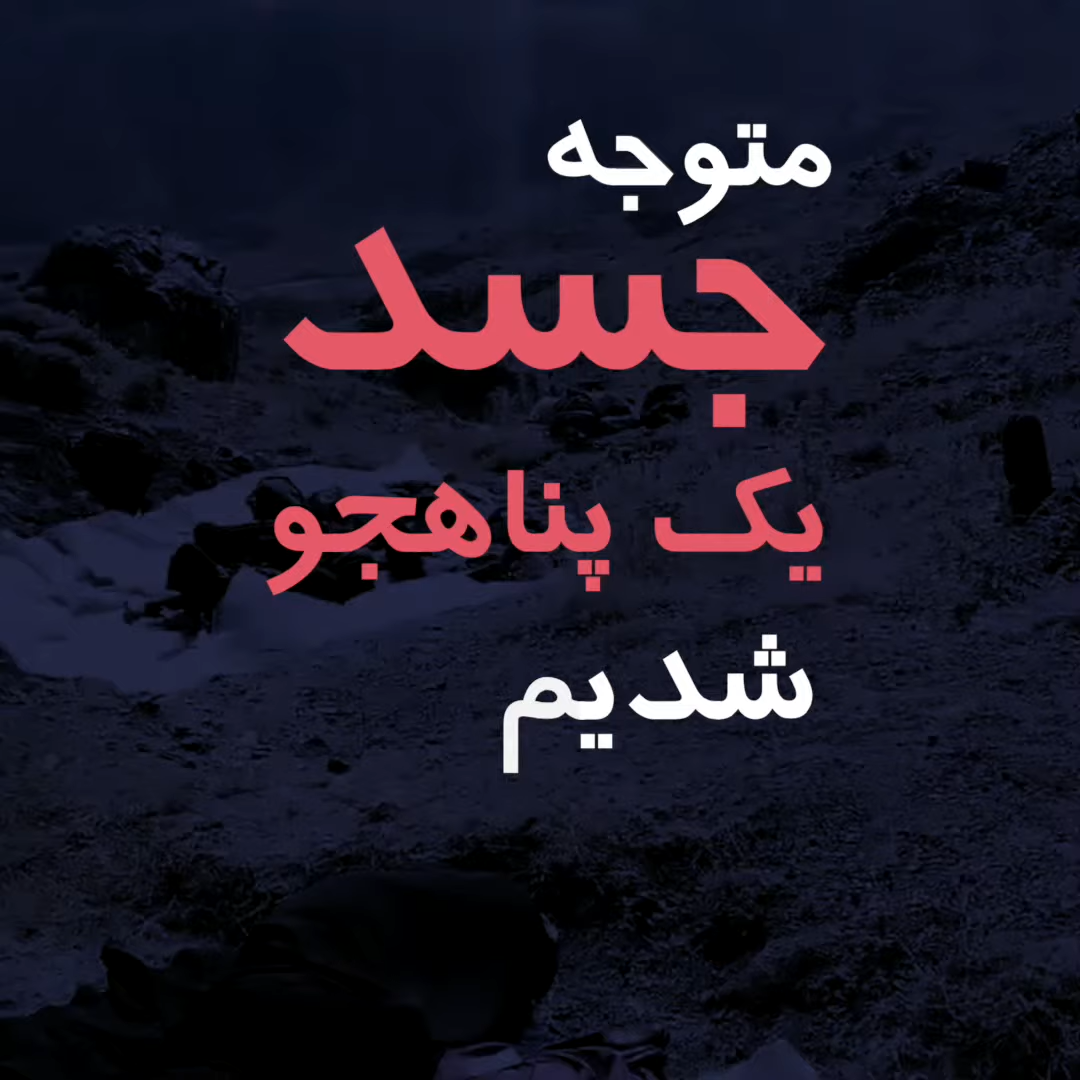 متوجه
جسد
یک پناهجو
شدیم